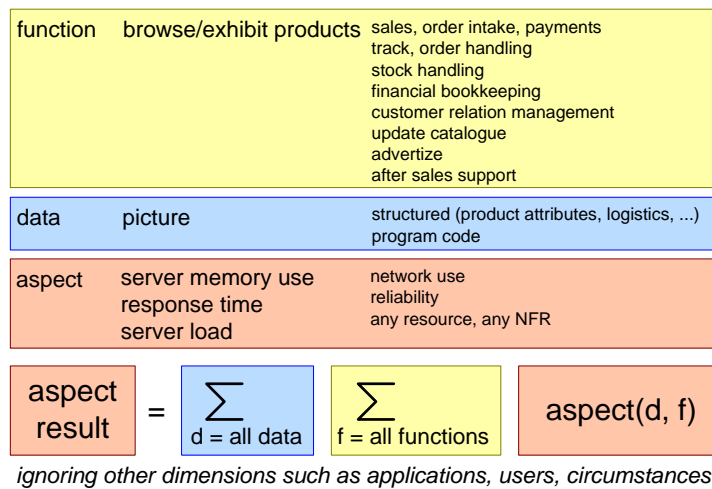 function browse/exhibit products sales, order intake, payments
track, order handling
stock handling
financial bookkeeping
customer relation management
update catalogue
advertize
after sales support
data picture structured (product attributes, logistics, ...)
program code
aspect server memory use network use
response time reliability
server load any resource, any NFR
aspect result = ∑ d = all data ∑ f = all functions aspect(d, f)
ignoring other dimensions such as applications, users, circumstances